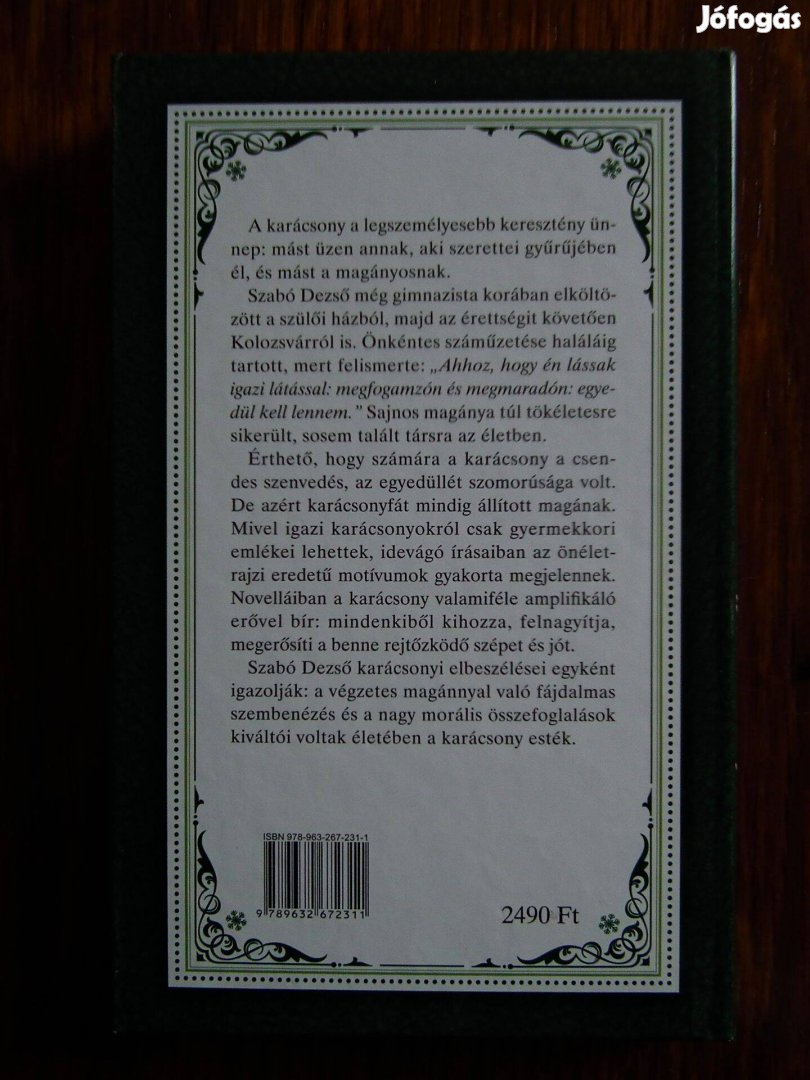 Jófogás
A karácsony a legszemélyesebb keresztény ün-
nep: mást üzen annak, aki szerettei gyűrűjében
él, és mást a magányosnak.
Szabó Dezső még gimnazista korában elköltö-
zött a szülői házból, majd az érettségit követően
Kolozsvárról is. Önkéntes száműzetése haláláig
tartott, mert felismerte: „Ahhoz, hogy én lássak
igazi látással: megfogamzón és megmaradón: egye-
dül kell lennem.” Sajnos magánya túl tökéletesre
sikerült, sosem talált társra az életben.
Érthető, hogy számára a karácsony a csen-
des szenvedés, az egyedüllét szomorúsága volt.
De azért karácsonyfát mindig állított magának.
Mivel igazi karácsonyokról csak gyermekkori
emlékei lehettek, idevágó írásaiban az önélet-
rajzi eredetű motívumok gyakorta megjelennek.
Novelláiban a karácsony valamiféle amplifikáló
erővel bír: mindenkiből kihozza, felnagyítja,
megerősíti a benne rejtőzködő szépet és jót.
Szabó Dezső karácsonyi elbeszélései egyként
igazolják: a végzetes magánnyal való fájdalmas
szembenézés és a nagy morális összefoglalások
kiváltói voltak életében a karácsony esték.
ISBN 978-963-267-231-1
9 789632 672311
2490 Ft